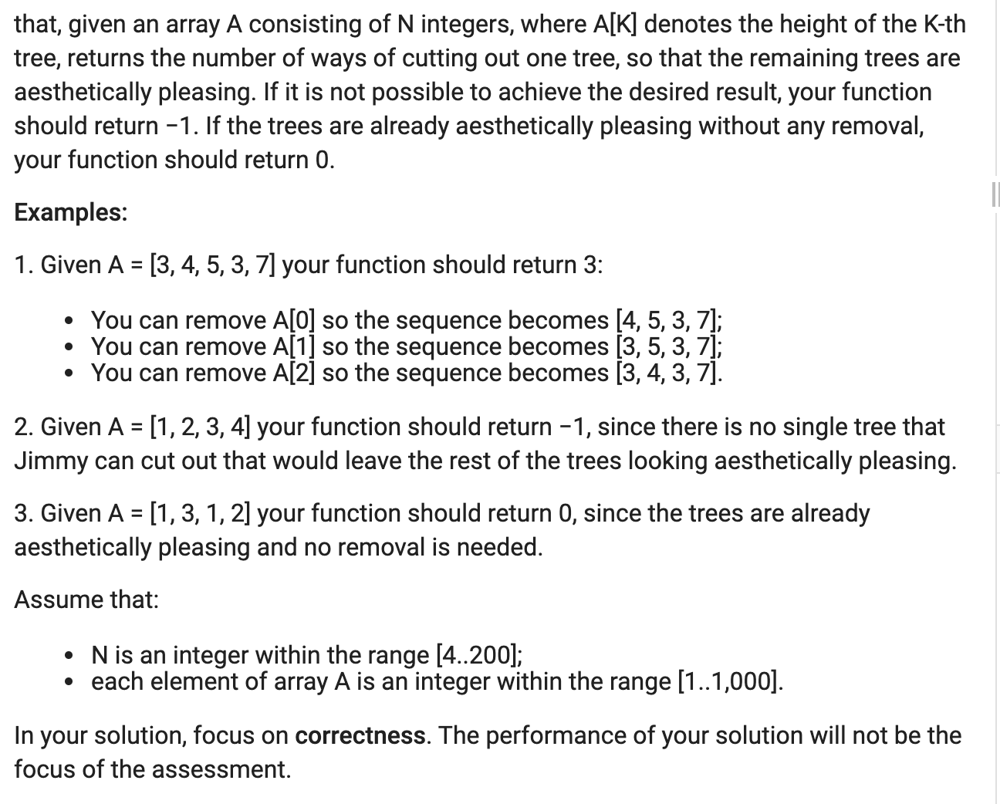 that, given an array A consisting of N integers, where A[K] denotes the height of the K-th
tree, returns the number of ways of cutting out one tree, so that the remaining trees are
aesthetically pleasing. If it is not possible to achieve the desired result, your function
should return −1. If the trees are already aesthetically pleasing without any removal,
your function should return 0.
Examples:
1. Given A = [3, 4, 5, 3, 7] your function should return 3:
• You can remove A[0] so the sequence becomes [4, 5, 3, 7];
• You can remove A[1] so the sequence becomes [3, 5, 3, 7];
• You can remove A[2] so the sequence becomes [3, 4, 3, 7].
2. Given A = [1, 2, 3, 4] your function should return −1, since there is no single tree that
Jimmy can cut out that would leave the rest of the trees looking aesthetically pleasing.
3. Given A = [1, 3, 1, 2] your function should return 0, since the trees are already
aesthetically pleasing and no removal is needed.
Assume that:
• N is an integer within the range [4..200];
• each element of array A is an integer within the range [1..1,000].
In your solution, focus on correctness. The performance of your solution will not be the
focus of the assessment.